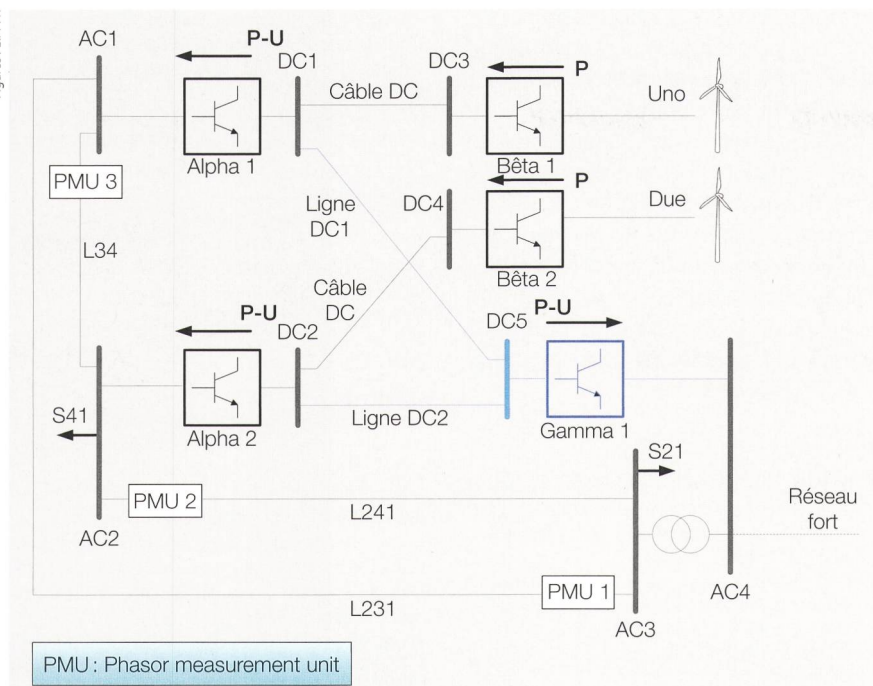 AC1
P-U
DC1
DC3
P
Câble DC
Uno
Alpha 1
Bêta 1
PMU 3
P
Ligne
DC1
DC4
Due
L34
Câble
DC
Bêta 2
P-U
DC2
DC5
P-U
S41
Alpha 2
Ligne DC2
Gamma 1
S21
PMU 2
L241
Réseau
fort
AC2
PMU 1
L231
AC4
AC3
PMU : Phasor measurement unit